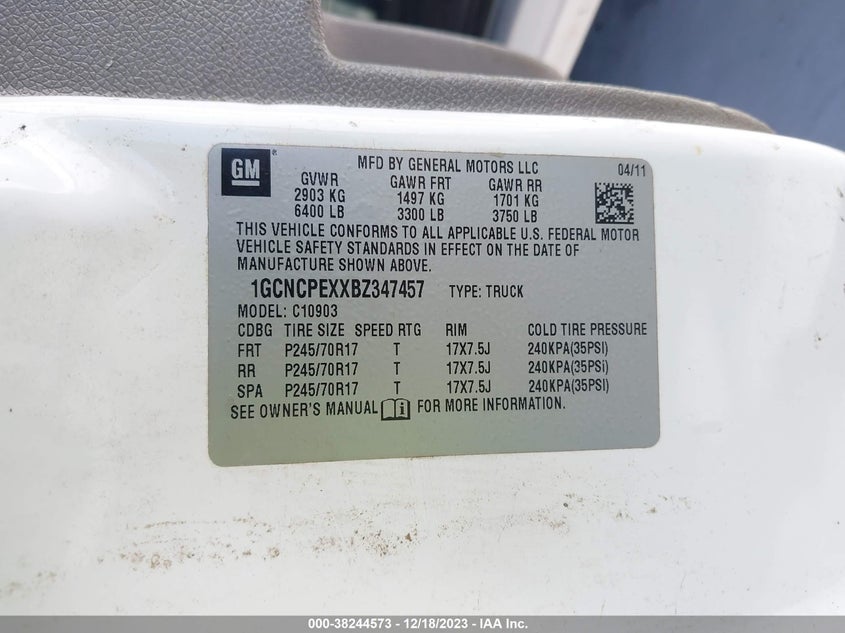 GM
MFD BY GENERAL MOTORS LLC
04/11
GVWR GAWR FRT GAWR RR
2903 KG 1497 KG 1701 KG
6400 LB 3300 LB 3750 LB
THIS VEHICLE CONFORMS TO ALL APPLICABLE U.S. FEDERAL MOTOR
VEHICLE SAFETY STANDARDS IN EFFECT ON THE DATE OF
MANUFACTURE SHOWN ABOVE.
1GCNCPEXXBZ347457 TYPE: TRUCK
MODEL: C10903
CDBG TIRE SIZE SPEED RTG RIM COLD TIRE PRESSURE
FRT P245/70R17 T 17X7.5J 240KPA(35PSI)
RR P245/70R17 T 17X7.5J 240KPA(35PSI)
SPA P245/70R17 T 17X7.5J 240KPA(35PSI)
SEE OWNER'S MANUAL FOR MORE INFORMATION.
000-38244573 - 12/18/2023 - IAA Inc.